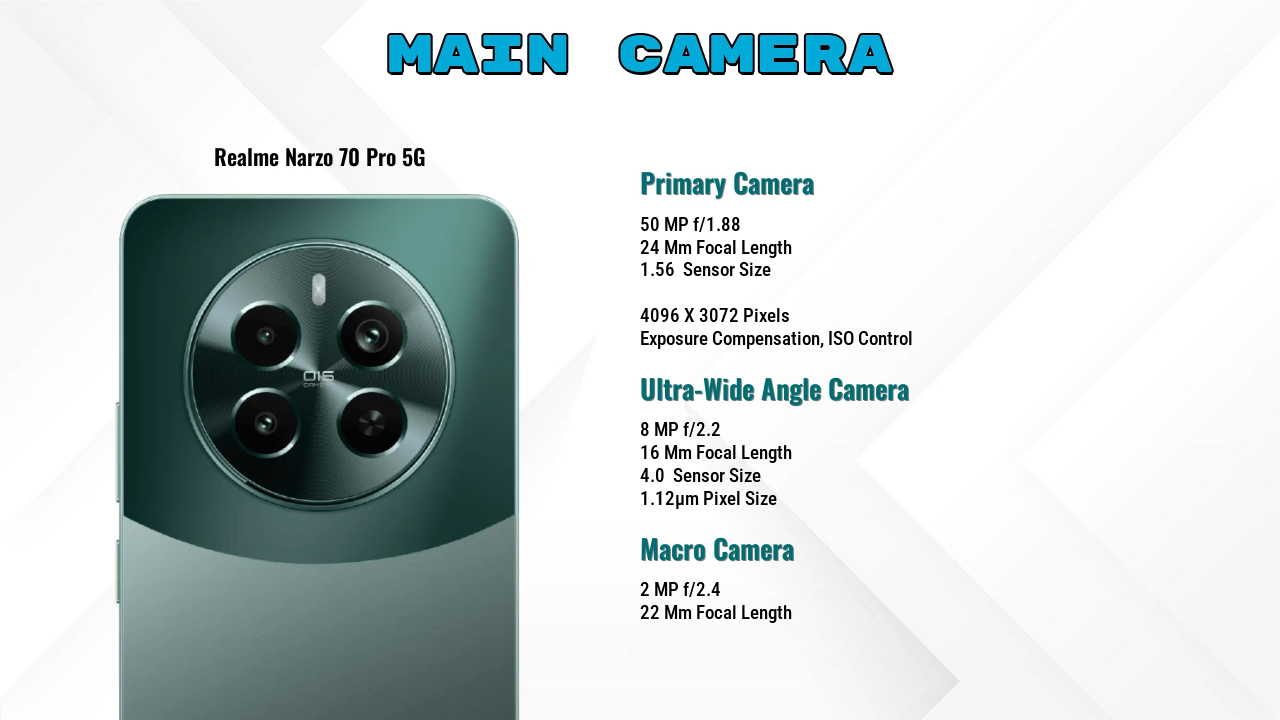 MAIN CAMERA
Realme Narzo 70 Pro 5G
Primary Camera
50 MP f/1.88
24 Mm Focal Length
1.56 Sensor Size
4096 X 3072 Pixels
Exposure Compensation, ISO Control
Ultra-Wide Angle Camera
8 MP f/2.2
16 Mm Focal Length
4.0 Sensor Size
1.12µm Pixel Size
Macro Camera
2 MP f/2.4
22 Mm Focal Length
OIS
CAMERA